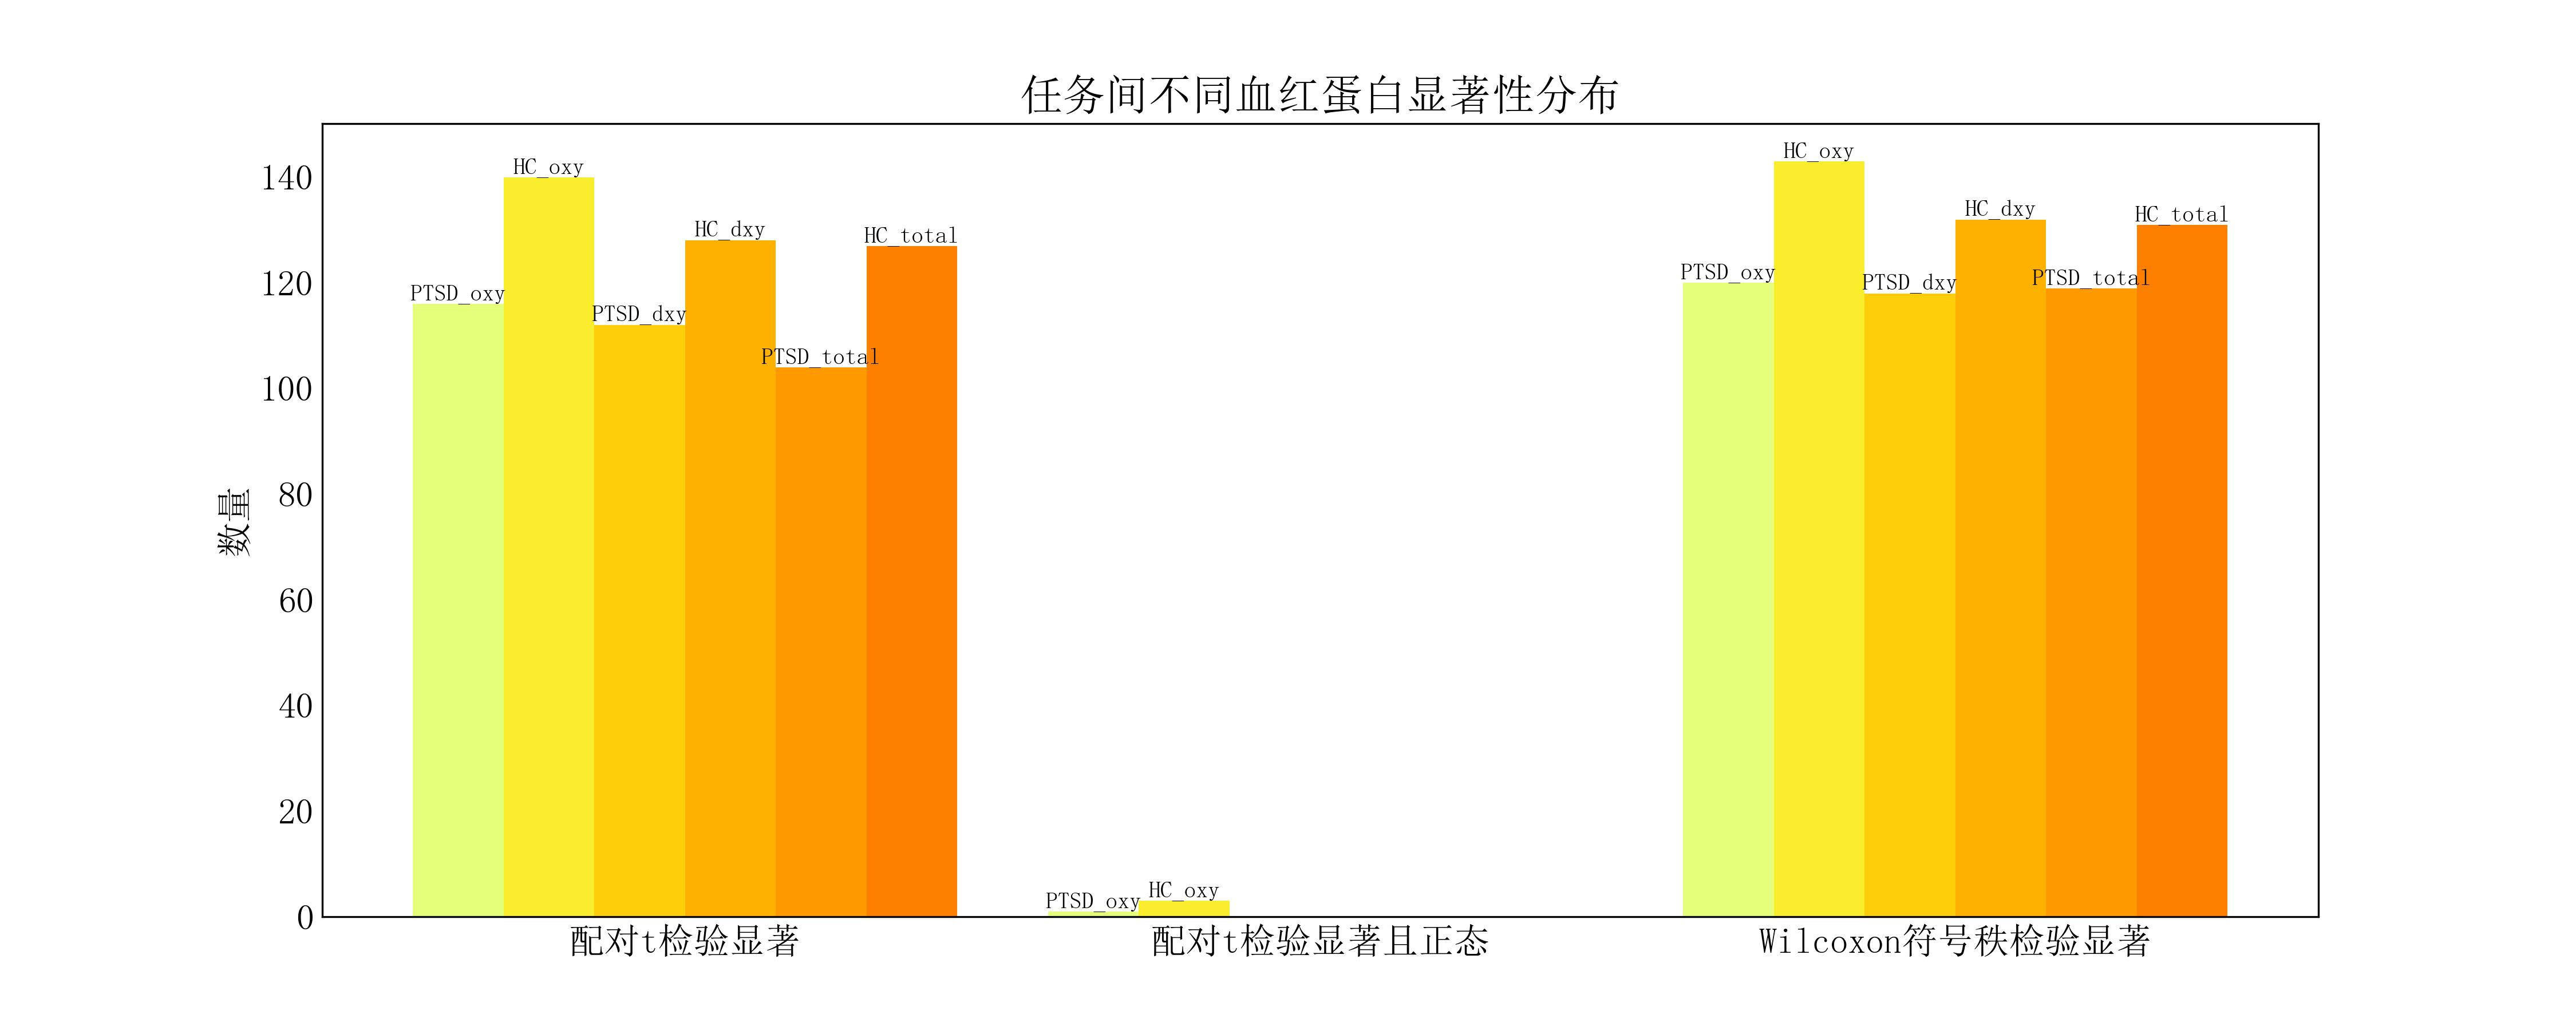 任务间不同血红蛋白显著性分布
数量
140
120
100
80
60
40
20
0
PTSD_oxy
HC_oxy
PTSD_dxy
HC_dxy
PTSD_total
HC_total
PTSD_oxy
HC_oxy
PTSD_oxy
HC_oxy
PTSD_dxy
HC_dxy
PTSD_total
HC_total
配对t检验显著
配对t检验显著且正态
Wilcoxon符号秩检验显著